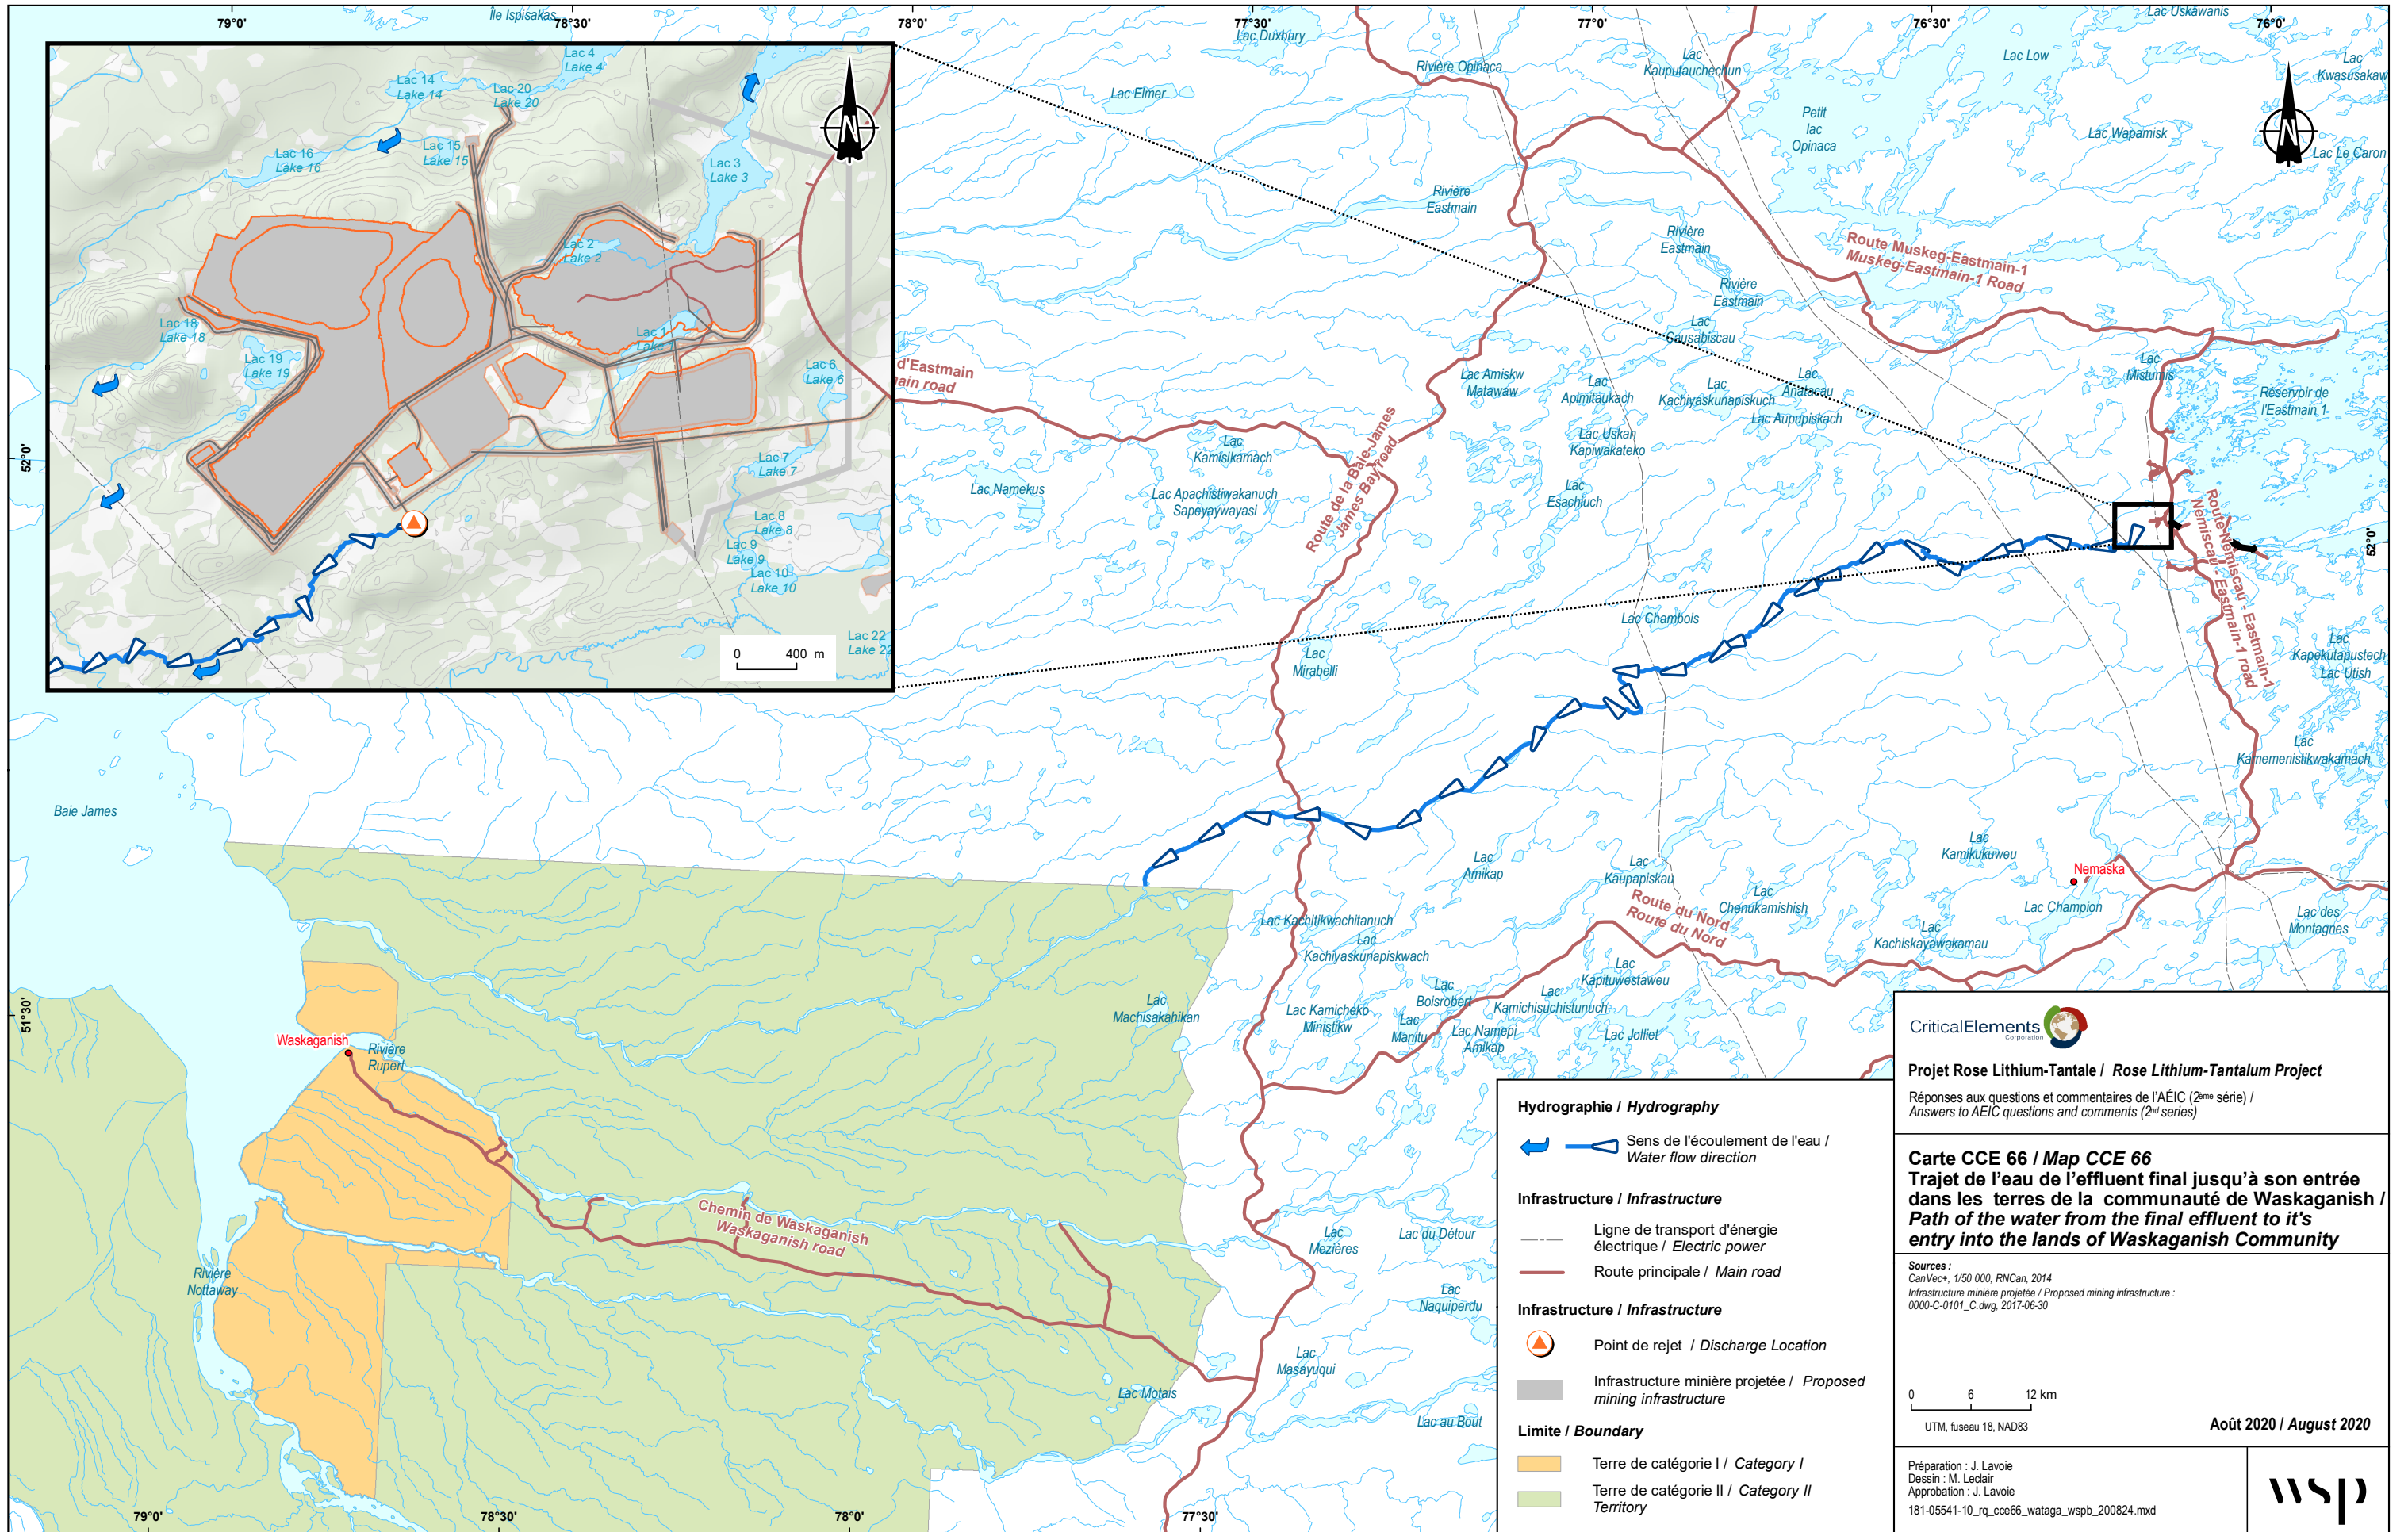 79°0'
78°30'
78°0'
77°30'
77°0'
76°30'
76°0'
Île Ispisakas
Lac Duxbury
Lac Elmer
Rivière Opinaca
Lac
Kauputauchechun
Lac Uskawanis
Lac Low
Lac
Kwasusakaw
Petit
lac
Opinaca
Lac Wapamisk
Lac Le Caron
Lac 4
Lake 4
Lac 14
Lake 14
Lac 20
Lake 20
Lac 15
Lake 15
Lac 16
Lake 16
Lac 3
Lake 3
N
N
Lac 2
Lake 2
Lac 1
Lake
Lac 18
Lake 18
Lac 19
Lake 19
Lac 6
Lake 6
Lac 7
Lake 7
Lac 8
Lake 8
Lac 9
Lake 9
Lac 10
Lake 10
Lac 22
Lake 22
0 400 m
Rivière
Eastmain
Rivière
Eastmain
Rivière
Eastmain
Route Muskeg-Eastmain-1
Muskeg-Eastmain-1 Road
Lac
Causabiscau
Lac
Mistumis
Réservoir de
l'Eastmain 1
d'Eastmain
ain road
Lac Amiskw
Matawaw
Lac
Apimitaukach
Lac
Kachiyaskunapiskuch
Lac
Anatacau
Lac Aupupiskach
Lac Uskan
Kapiwakateko
Lac
Kamisikamach
Lac Namekus
Lac Apachistiwakanuch
Sapeyaywayasi
Lac
Esachiuch
Route de la Baie-James
James Bay road
52°0'
52°0'
Route Nemiscau - Eastmain-1
Nemiscau - Eastmain-1 road
Lac Chambois
Lac
Mirabelli
Lac
Kapekutapustech
Lac Utish
Lac
Kamemenistikwakamach
Baie James
Lac
Amikap
Lac
Kaupapiskau
Lac
Kamikukuweu
Nemaska
Lac Champion
Lac
Chenukamishish
Route du Nord
Route du Nord
Lac
Kachiskayawakamau
Lac des
Montagnes
Lac Kachitikwachitanuch
Lac
Kachiyaskunapiskwach
Lac
Kapituwestaweu
Lac
Boisrobert
Lac
Kamichisuchistunuch
Lac
Machisakahikan
Lac Kamicheko
Ministikw
Lac
Manitu
Lac Namepi
Amikap
Lac Jolliet
51°30'
Waskaganish
Rivière
Rupert
Chemin de Waskaganish
Waskaganish road
Rivière
Nottaway
Lac
Mezières
Lac du Détour
Lac
Naquiperdu
Lac
Masayuqui
Lac Motais
Lac au Bout
79°0'
78°30'
78°0'
77°30'
Hydrographie / Hydrography
Sens de l'écoulement de l'eau /
Water flow direction
Infrastructure / Infrastructure
Ligne de transport d'énergie
électrique / Electric power
Route principale / Main road
Infrastructure / Infrastructure
Point de rejet / Discharge Location
Infrastructure minière projetée / Proposed
mining infrastructure
Limite / Boundary
Terre de catégorie I / Category I
Terre de catégorie II / Category II
Territory
CriticalElements
Corporation
Projet Rose Lithium-Tantale / Rose Lithium-Tantalum Project
Réponses aux questions et commentaires de l'AÉIC (2ème série) /
Answers to AEIC questions and comments (2nd series)
Carte CCE 66 / Map CCE 66
Trajet de l'eau de l'effluent final jusqu'à son entrée
dans les terres de la communauté de Waskaganish /
Path of the water from the final effluent to it's
entry into the lands of Waskaganish Community
Sources :
CanVec+, 1/50 000, RNCan, 2014
Infrastructure minière projetée / Proposed mining infrastructure :
0000-C-0101_C.dwg, 2017-06-30
0 6 12 km
UTM, fuseau 18, NAD83
Août 2020 / August 2020
Préparation : J. Lavoie
Dessin : M. Leclair
Approbation : J. Lavoie
181-05541-10_rq_cce66_wataga_wspb_200824.mxd
wsp